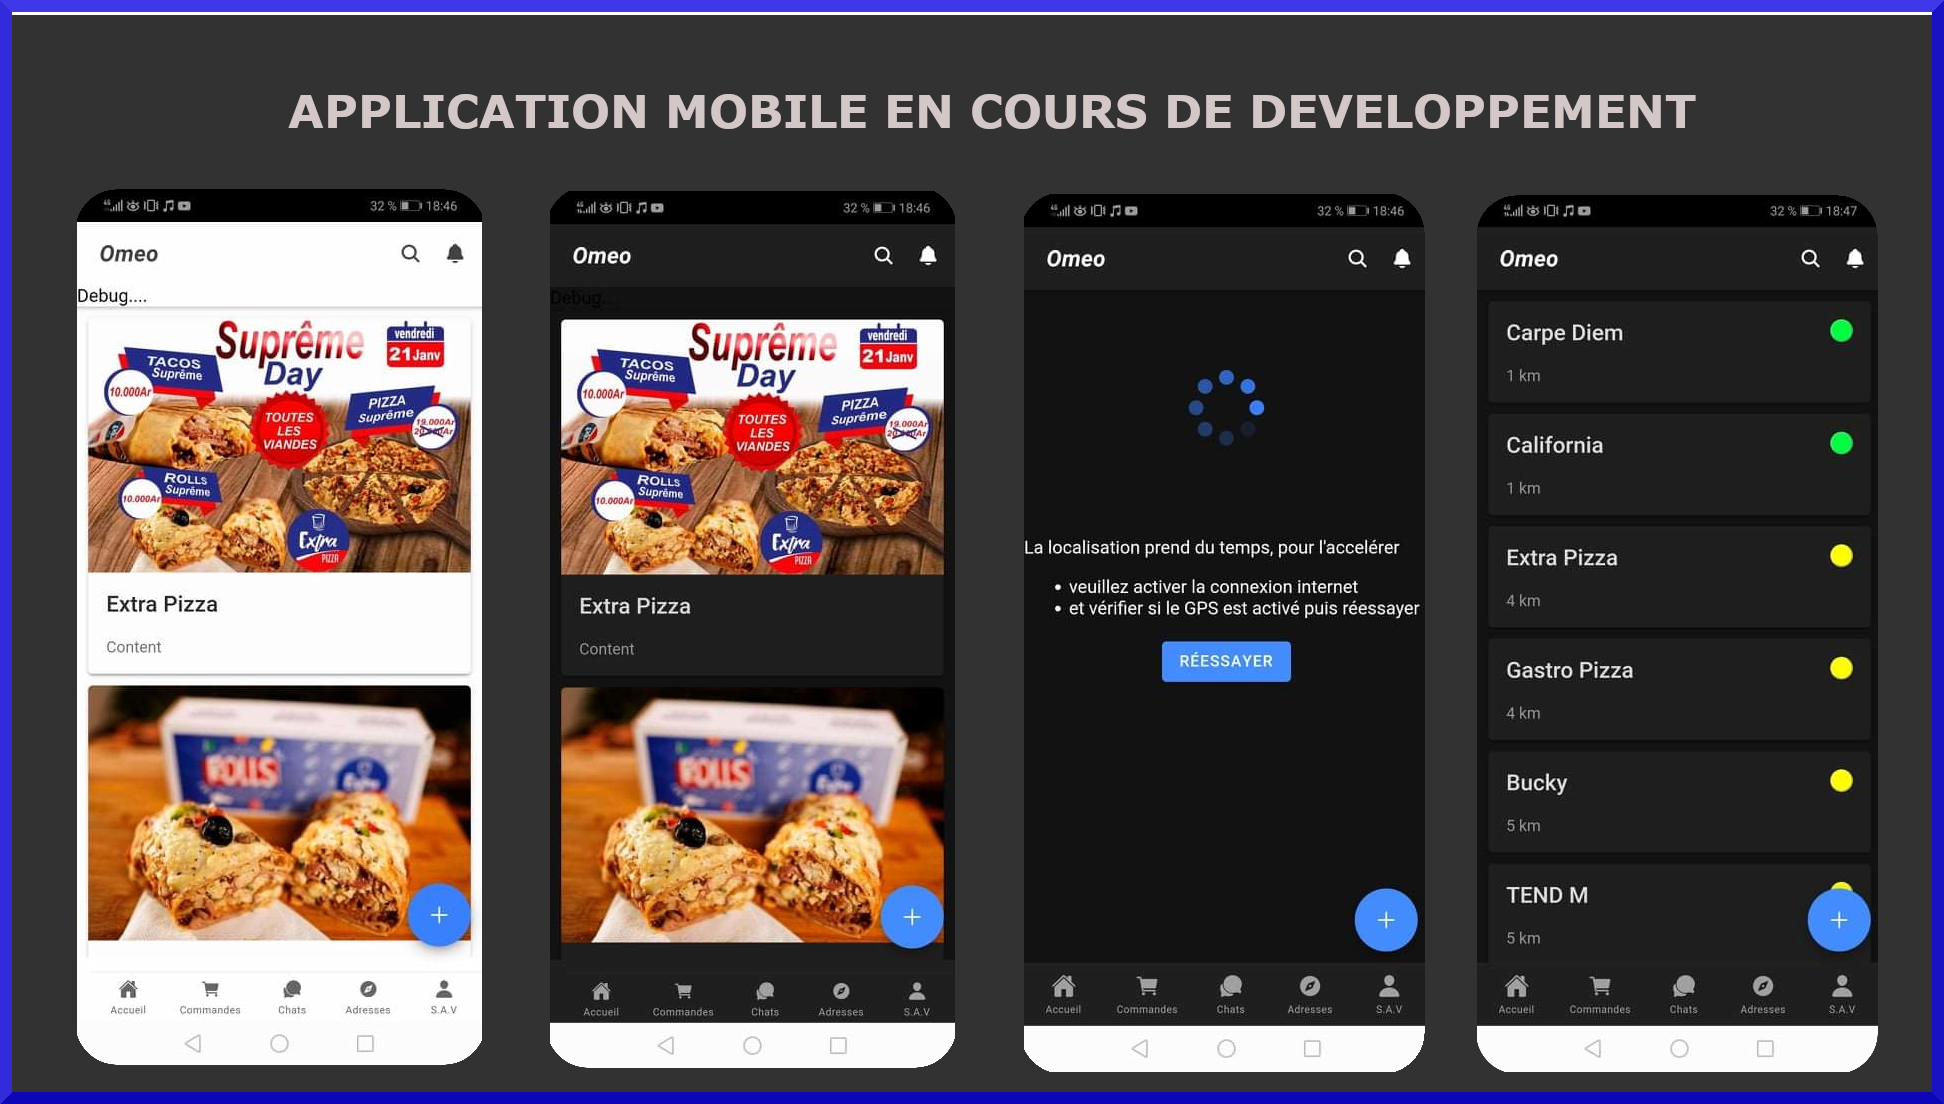 APPLICATION MOBILE EN COURS DE DEVELOPPEMENT
32 % 18:46
Omeo
Debug....
Suprême
Day
vendredi
21 Janv
TACOS
Suprême
10.000Ar
PIZZA
Suprême
19.000Ar
TOUTES
LES
VIANDES
ROLLS
Suprême
10.000Ar
Extra
PIZZA
Extra Pizza
Content
Accueil
Commandes
Chats
Adresses
S.A.V
32 % 18:46
Omeo
Debug....
Suprême
Day
vendredi
21 Janv
TACOS
Suprême
10.000Ar
PIZZA
Suprême
19.000Ar
TOUTES
LES
VIANDES
ROLLS
Suprême
10.000Ar
Extra
PIZZA
Extra Pizza
Content
Accueil
Commandes
Chats
Adresses
S.A.V
32 % 18:46
Omeo
La localisation prend du temps, pour l'accelérer
• veuillez activer la connexion internet
• et vérifier si le GPS est activé puis réessayer
RÉESSAYER
Accueil
Commandes
Chats
Adresses
S.A.V
32 % 18:47
Omeo
Carpe Diem
1 km
California
1 km
Extra Pizza
4 km
Gastro Pizza
4 km
Bucky
5 km
TEND M
5 km
Accueil
Commandes
Chats
Adresses
S.A.V